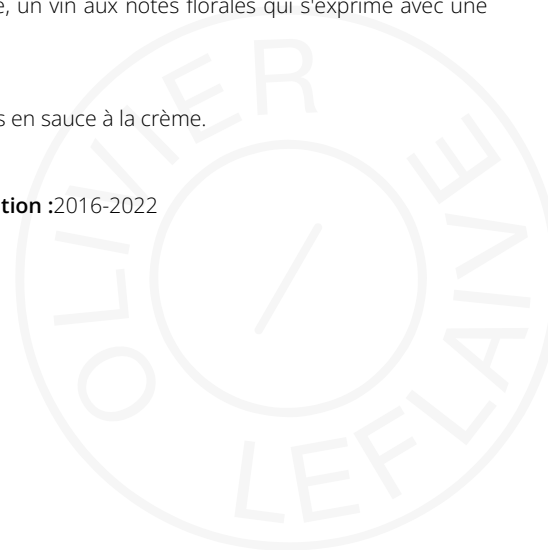 , un vin aux notes florales qui s'exprime avec une
en sauce à la crème.
tion :2016-2022
OLIVIER
LEFLAIVE